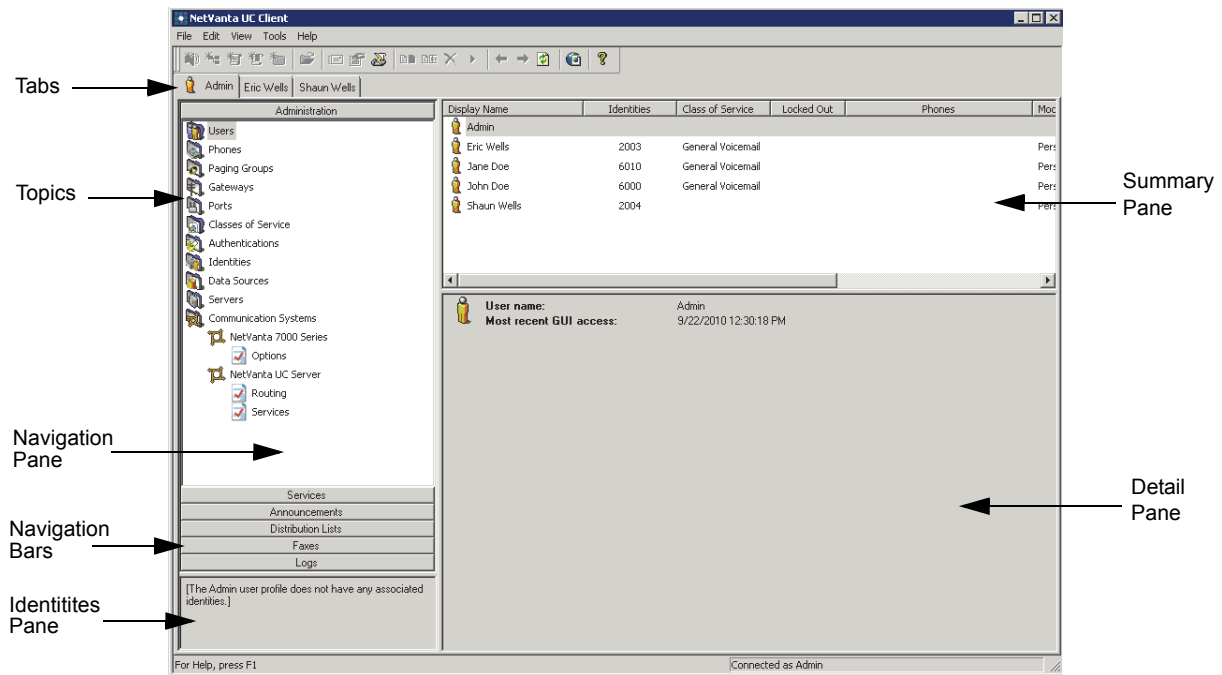 NetVanta UC Client
File Edit View Tools Help
Tabs
Admin Eric Wells Shaun Wells
Administration
Topics
Users
Phones
Paging Groups
Gateways
Ports
Classes of Service
Authentications
Identities
Data Sources
Servers
Communication Systems
NetVanta 7000 Series
Options
NetVanta UC Server
Routing
Services
Navigation
Pane
Services
Announcements
Distribution Lists
Faxes
Logs
Navigation
Bars
[The Admin user profile does not have any associated
identities.]
Identitites
Pane
Display Name Identities Class of Service Locked Out Phones Moc
Admin
Eric Wells 2003 General Voicemail Pers
Jane Doe 6010 General Voicemail Pers
John Doe 6000 General Voicemail Pers
Shaun Wells 2004 Pers
Summary
Pane
User name: Admin
Most recent GUI access: 9/22/2010 12:30:18 PM
Detail
Pane
For Help, press F1
Connected as Admin